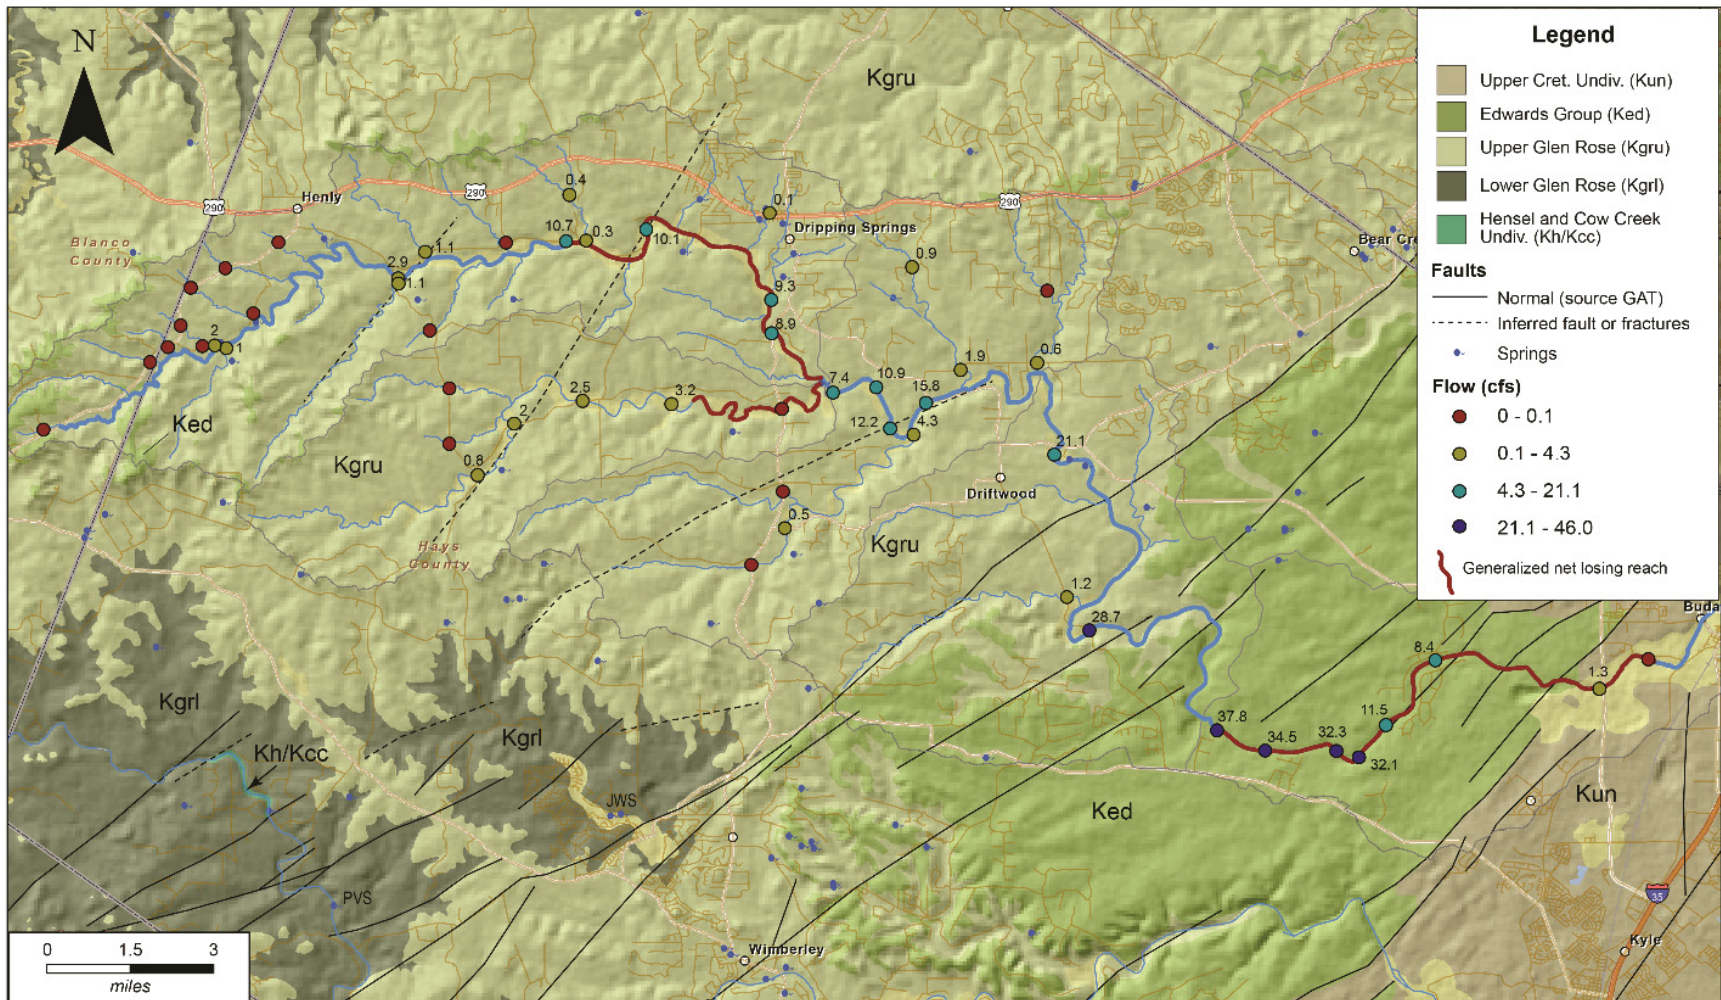 N
Kgru
290
Henly
0.4
290
0.1
Dripping Springs
290
Bear Cre
Blanco
County
1.1
10.7
0.3
10.1
2.9
1.1
0.9
9.3
8.9
2
1
0.6
1.9
7.4
10.9
15.8
2.5
3.2
12.2
4.3
2
Ked
Kgru
0.8
21.1
Driftwood
0.5
Kgru
Hays
County
1.2
28.7
Buda
8.4
1.3
Kgrl
Kgrl
11.5
37.8
34.5
32.3
32.1
Kh/Kcc
JWS
Ked
Kun
PVS
35
Wimberley
Kyle
0 1.5 3
miles
Legend
Upper Cret. Undiv. (Kun)
Edwards Group (Ked)
Upper Glen Rose (Kgru)
Lower Glen Rose (Kgrl)
Hensel and Cow Creek
Undiv. (Kh/Kcc)
Faults
Normal (source GAT)
Inferred fault or fractures
Springs
Flow (cfs)
0 - 0.1
0.1 - 4.3
4.3 - 21.1
21.1 - 46.0
Generalized net losing reach